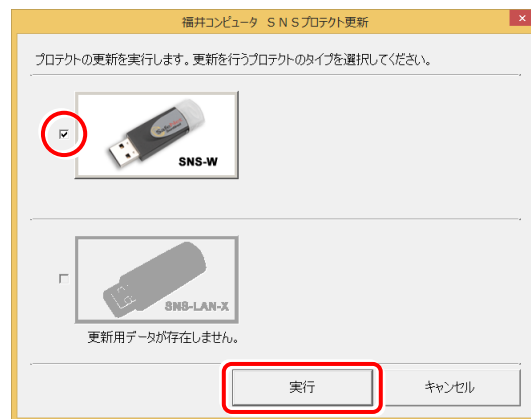 福井コンピュータ ＳＮＳプロテクト更新
プロテクトの更新を実行します。更新を行うプロテクトのタイプを選択してください。
SNS-W
SNS-LAN-X
更新用データが存在しません。
実行
キャンセル